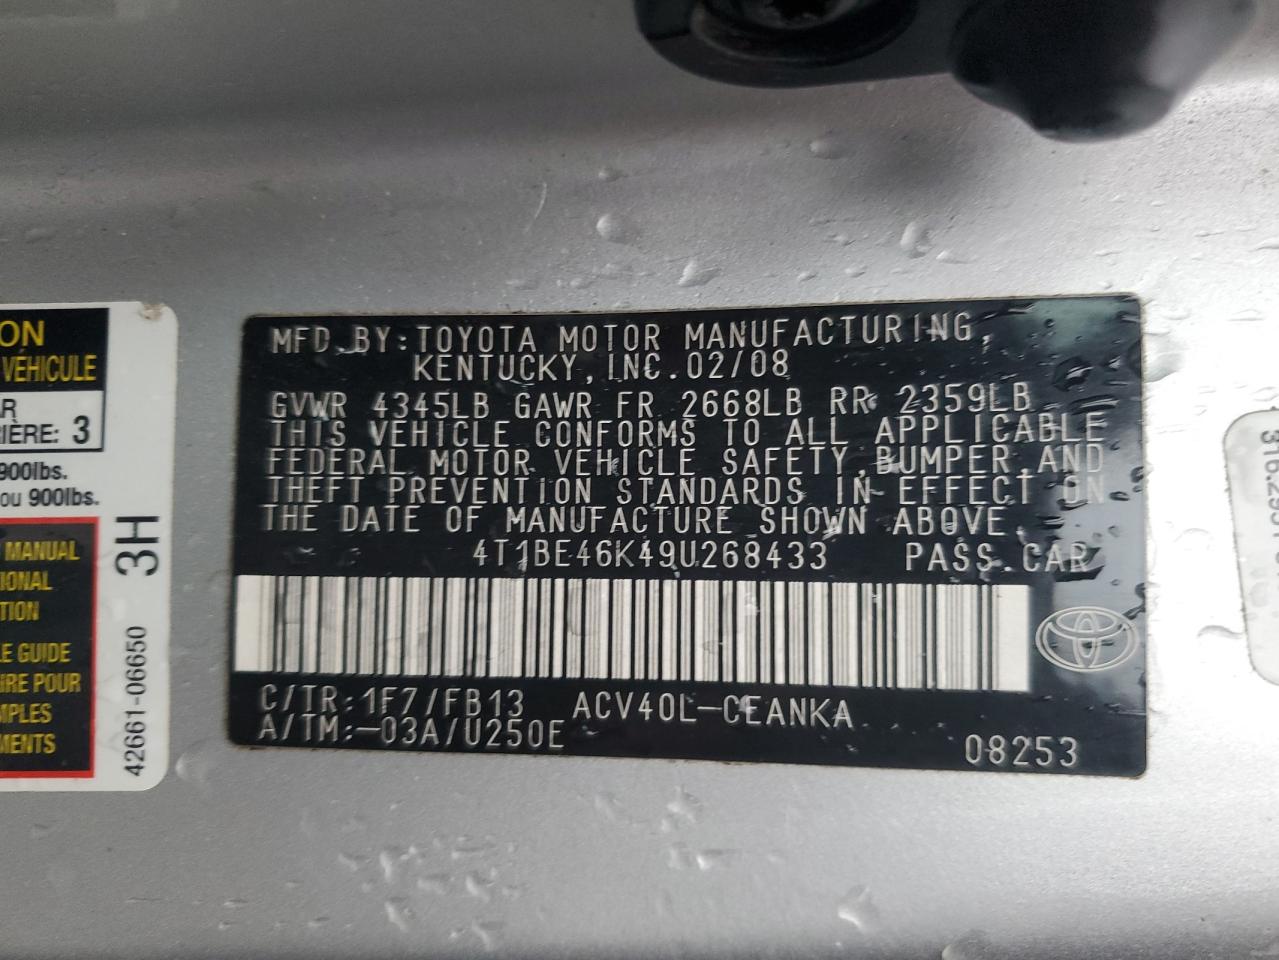 ON
VÉHICULE
AR
IÈRE: 3
900lbs.
ou 900lbs.
MANUAL
IONAL
TION
LE GUIDE
IRE POUR
MPLES
MENTS
3H
42661-06650
MFD BY: TOYOTA MOTOR MANUFACTURING,
KENTUCKY, INC. 02/08
GVWR 4345LB GAWR FR 2668LB RR 2359LB
THIS VEHICLE CONFORMS TO ALL APPLICABLE
FEDERAL MOTOR VEHICLE SAFETY, BUMPER, AND
THEFT PREVENTION STANDARDS IN EFFECT ON
THE DATE OF MANUFACTURE SHOWN ABOVE.
4T1BE46K49U268433 PASS. CAR
C/TR: 1F7/FB13 ACV40L-CEANKA
A/TM: -03A/U250E
08253